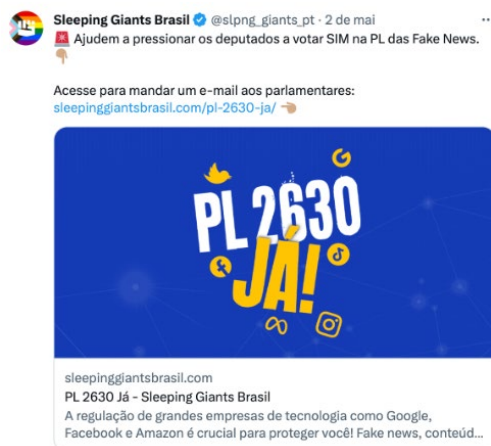 Sleeping Giants Brasil @slpng_giants_pt · 2 de mai
Ajudem a pressionar os deputados a votar SIM na PL das Fake News.
Acesse para mandar um e-mail aos parlamentares:
sleepinggiantsbrasil.com/pl-2630-ja/
PL 2630
JÁ!
sleepinggiantsbrasil.com
PL 2630 Já - Sleeping Giants Brasil
A regulação de grandes empresas de tecnologia como Google,
Facebook e Amazon é crucial para proteger você! Fake news, conteúd...